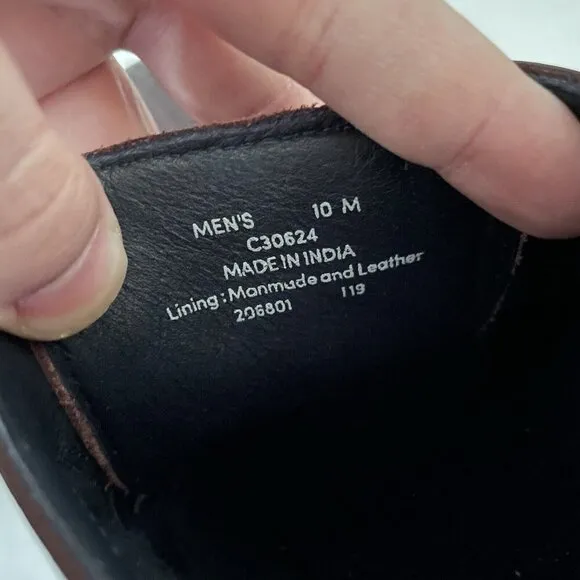 MEN'S 10 M
C30624
MADE IN INDIA
Lining: Manmade and Leather
206801 119